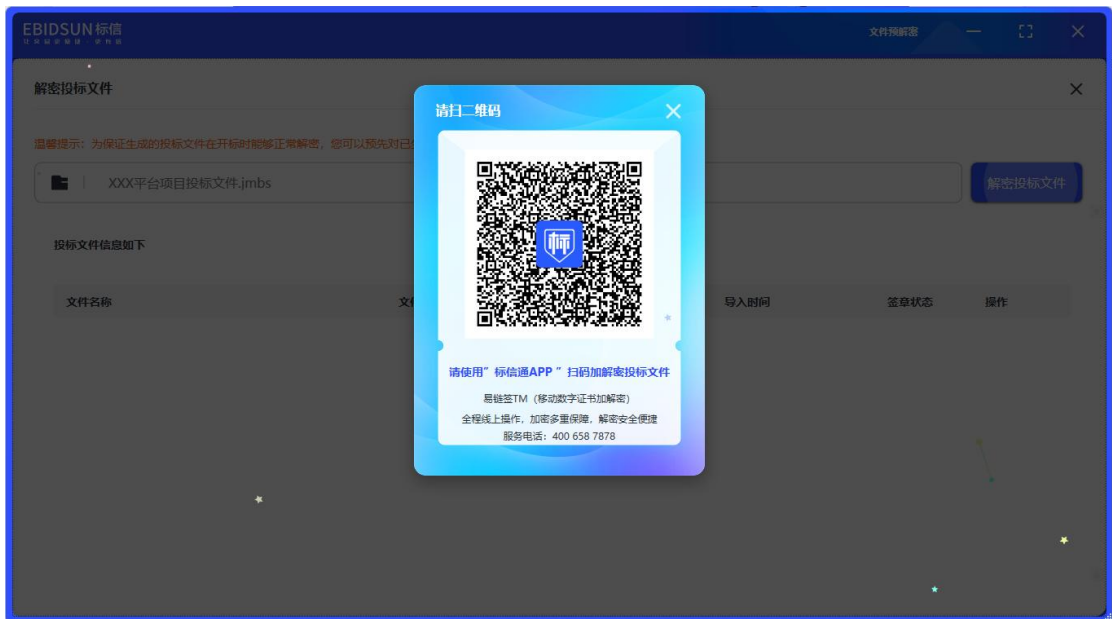 EBIDSUN 标信
文件预解密
解密投标文件
请扫二维码
温馨提示：为保证生成的投标文件在开标时能够正常解密，您可以预先对已
XXX平台项目投标文件.jmbs
解密投标文件
标
投标文件信息如下
文件名称
导入时间
签章状态
操作
请使用”标信通APP”扫码加解密投标文件
易链签TM（移动数字证书加解密）
全程线上操作，加密多重保障，解密安全便捷
服务电话：400 658 7878